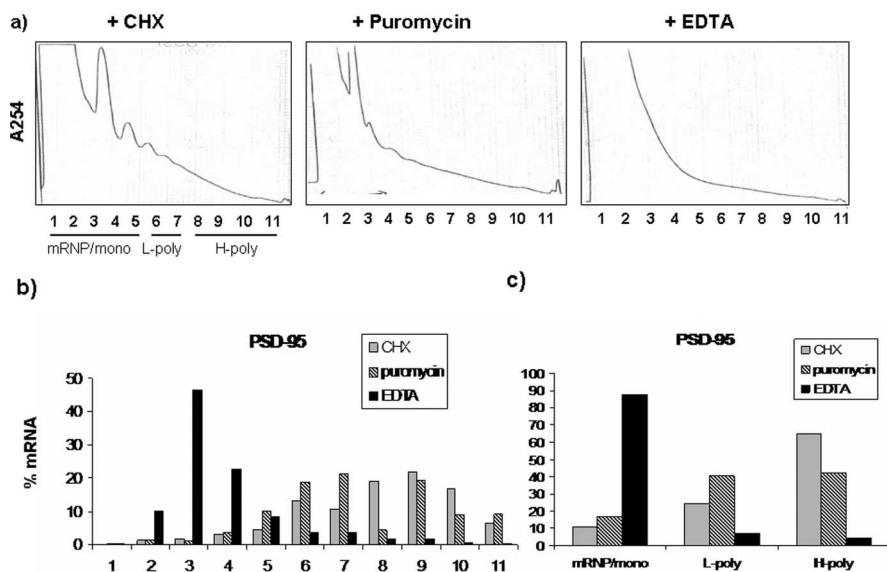 a)
+ CHX
+ Puromycin
+ EDTA
A254
1 2 3 4 5 6 7 8 9 10 11
mRNP/mono L-poly H-poly
1 2 3 4 5 6 7 8 9 10 11
1 2 3 4 5 6 7 8 9 10 11
b)
PSD-95
CHX
puromycin
EDTA
% mRNA
50
40
30
20
10
0
1 2 3 4 5 6 7 8 9 10 11
c)
PSD-95
CHX
puromycin
EDTA
100
90
80
70
60
50
40
30
20
10
0
mRNP/mono L-poly H-poly